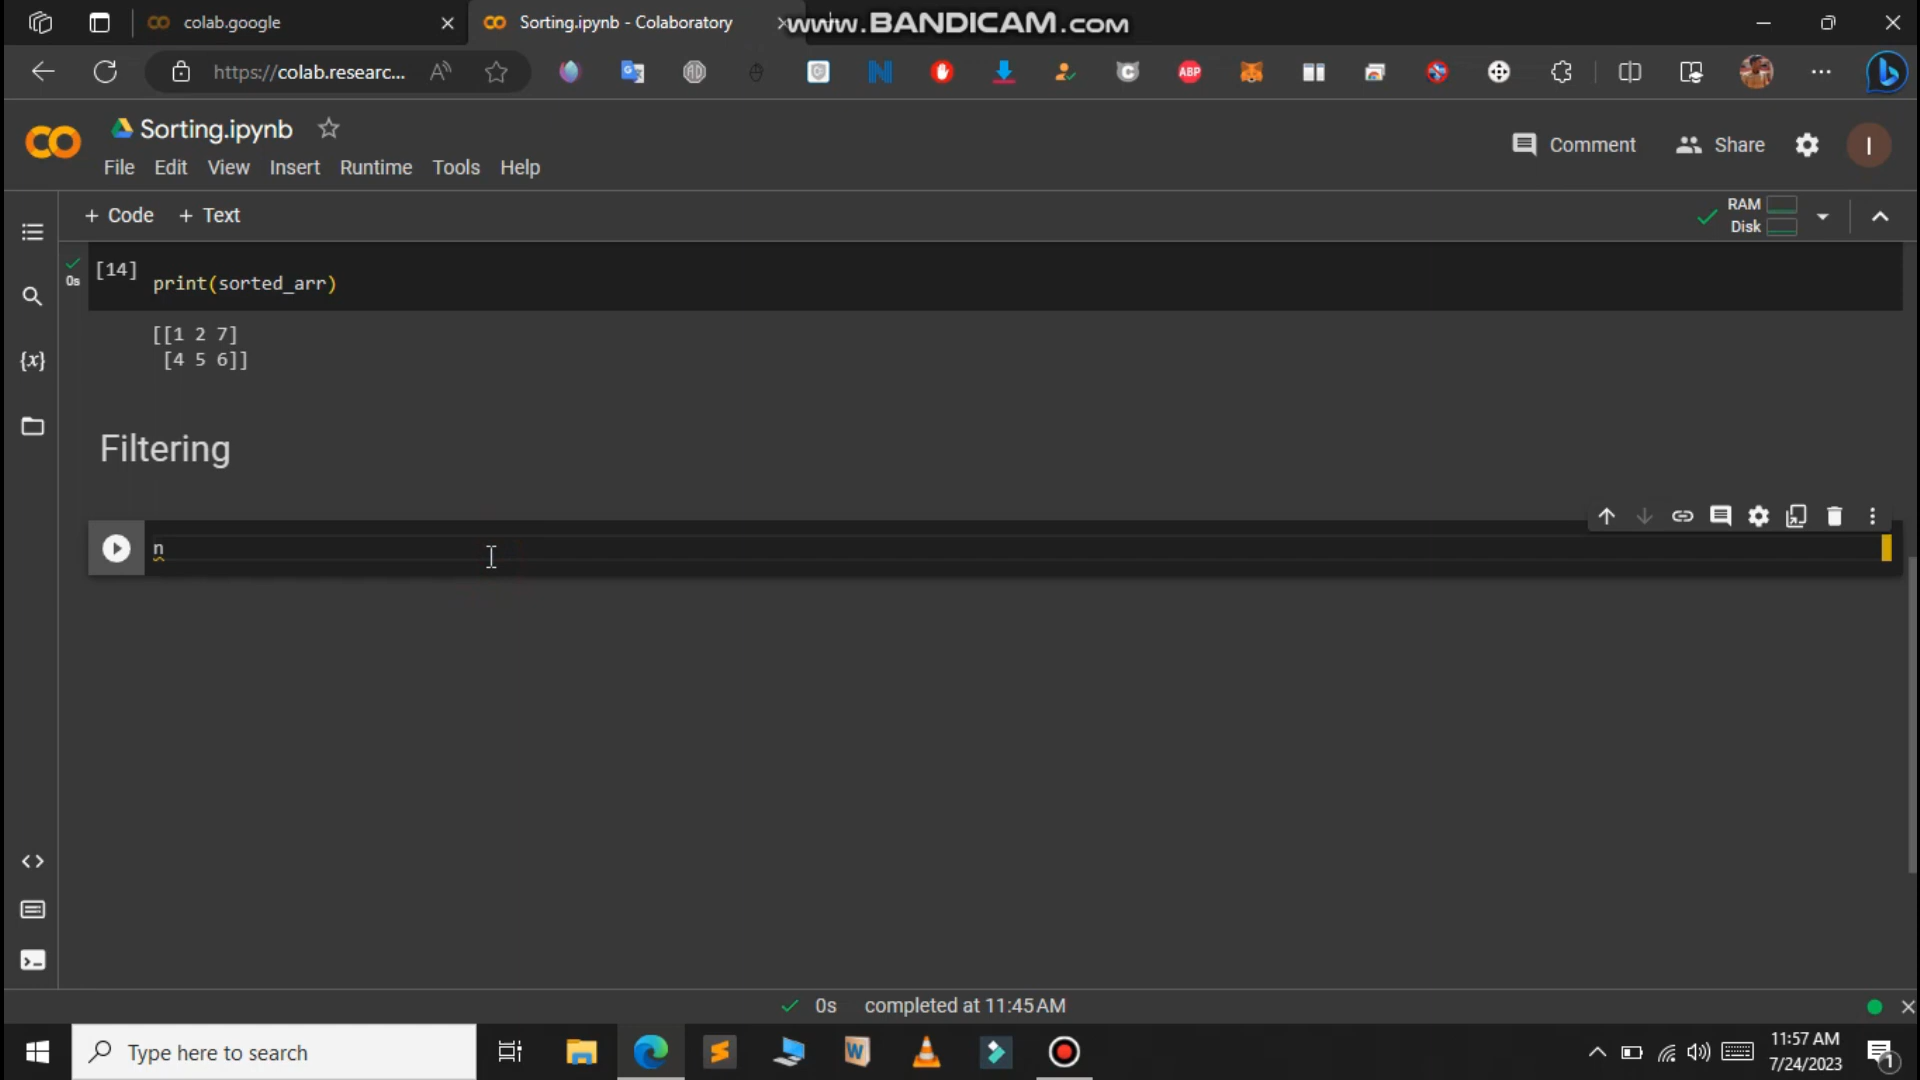 colab.google
Sorting.ipynb - Colaboratory
www.BANDICAM.com
https://colab.researc...
Sorting.ipynb
Comment
Share
I
File Edit View Insert Runtime Tools Help
+ Code + Text
RAM
Disk
0s
[14]
print(sorted_arr)
[[1 2 7]
[4 5 6]]
Filtering
n
0s completed at 11:45 AM
Type here to search
11:57 AM
7/24/2023
1